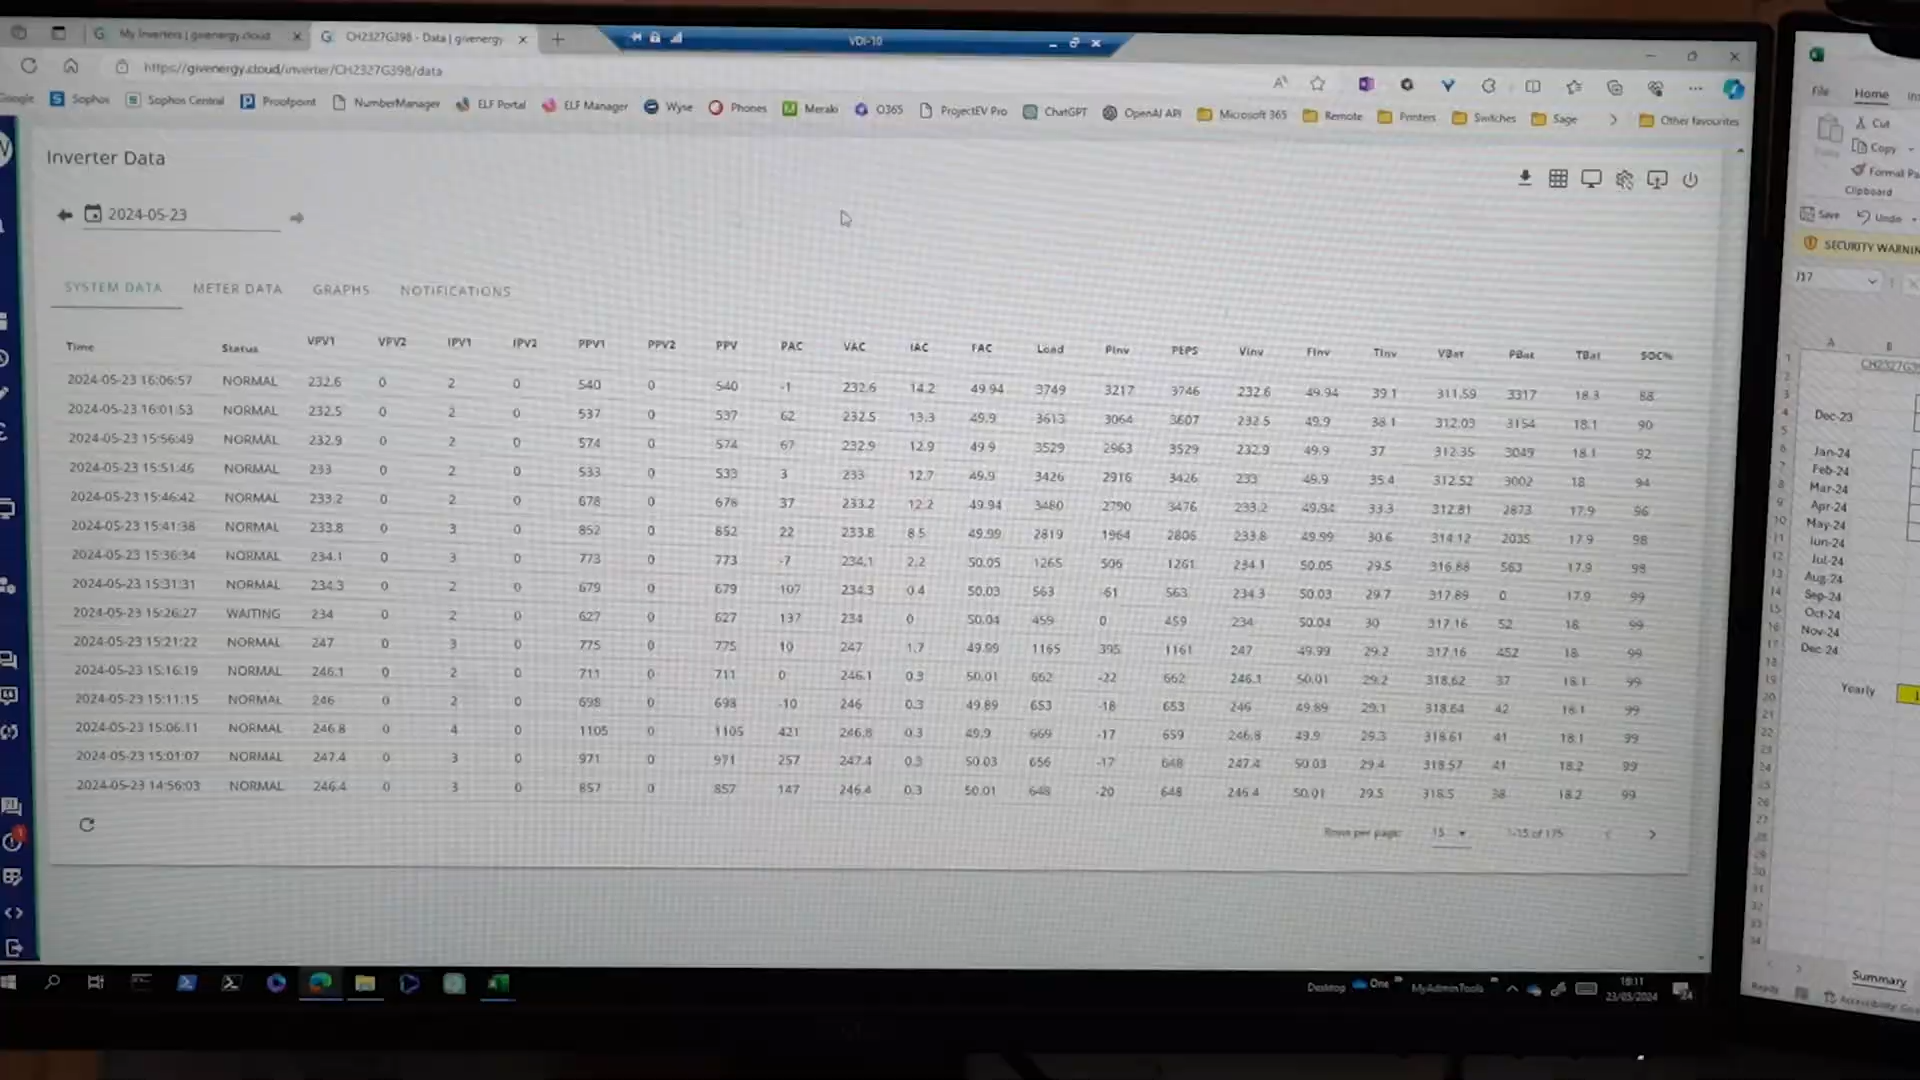 My Inverters | givenergy.cloud
CH2327G398 - Data | givenergy
VDI-10
https://givenergy.cloud/inverter/CH2327G398/data
Google Sophos Sophos Central Proofpoint NumberManager ELF Portal ELF Manager Wyse Phones Meraki O365 ProjectEV Pro ChatGPT OpenAI API Microsoft 365 Remote Printers Switches Sage Other favourites
Inverter Data
2024-05-23
SYSTEM DATA METER DATA GRAPHS NOTIFICATIONS
Time Status VPV1 VPV2 IPV1 IPV2 PPV1 PPV2 PPV PAC VAC IAC FAC Load PInv PEPS VInv FInv TInv VBat PBat TBat SOC%
2024-05-23 16:06:57 NORMAL 232.6 0 2 0 540 0 540 -1 232.6 14.2 49.94 3749 3217 3746 232.6 49.94 39.1 311.59 3317 18.3 88
2024-05-23 16:01:53 NORMAL 232.5 0 2 0 537 0 537 62 232.5 13.3 49.9 3613 3064 3607 232.5 49.9 38.1 312.03 3154 18.1 90
2024-05-23 15:56:49 NORMAL 232.9 0 2 0 574 0 574 67 232.9 12.9 49.9 3529 2963 3529 232.9 49.9 37 312.35 3049 18.1 92
2024-05-23 15:51:46 NORMAL 233 0 2 0 533 0 533 3 233 12.7 49.9 3426 2916 3426 233 49.9 35.4 312.52 3002 18 94
2024-05-23 15:46:42 NORMAL 233.2 0 2 0 678 0 678 37 233.2 12.2 49.94 3480 2790 3476 233.2 49.94 33.3 312.81 2873 17.9 96
2024-05-23 15:41:38 NORMAL 233.8 0 3 0 852 0 852 22 233.8 8.5 49.99 2819 1964 2806 233.8 49.99 30.6 314.12 2035 17.9 98
2024-05-23 15:36:34 NORMAL 234.1 0 3 0 773 0 773 -7 234.1 2.2 50.05 1265 506 1261 234.1 50.05 29.5 316.88 563 17.9 98
2024-05-23 15:31:31 NORMAL 234.3 0 2 0 679 0 679 107 234.3 0.4 50.03 563 -61 563 234.3 50.03 29.7 317.89 0 17.9 99
2024-05-23 15:26:27 WAITING 234 0 2 0 627 0 627 137 234 0 50.04 459 0 459 234 50.04 30 317.16 52 18 99
2024-05-23 15:21:22 NORMAL 247 0 3 0 775 0 775 10 247 1.7 49.99 1165 395 1161 247 49.99 29.2 317.16 452 18 99
2024-05-23 15:16:19 NORMAL 246.1 0 2 0 711 0 711 0 246.1 0.3 50.01 662 -22 662 246.1 50.01 29.2 318.62 37 18.1 99
2024-05-23 15:11:15 NORMAL 246 0 2 0 698 0 698 -10 246 0.3 49.89 653 -18 653 246 49.89 29.1 318.64 42 18.1 99
2024-05-23 15:06:11 NORMAL 246.8 0 4 0 1105 0 1105 421 246.8 0.3 49.9 669 -17 659 246.8 49.9 29.3 318.61 41 18.1 99
2024-05-23 15:01:07 NORMAL 247.4 0 3 0 971 0 971 257 247.4 0.3 50.03 656 -17 648 247.4 50.03 29.4 318.57 41 18.2 99
2024-05-23 14:56:03 NORMAL 246.4 0 3 0 857 0 857 147 246.4 0.3 50.01 648 -20 648 246.4 50.01 29.5 318.5 38 18.2 99
Rows per page: 15 1-15 of 175
Desktop One MyAdminTools
23/05/2024
File Home
Cut
Copy
Format Pa
Clipboard
Save Undo
SECURITY WARNIN
J17
A B
CH2327G39
Dec-23
Jan-24
Feb-24
Mar-24
Apr-24
May-24
Jun-24
Jul-24
Aug-24
Sep-24
Oct-24
Nov-24
Dec-24
Yearly
Summary
Ready